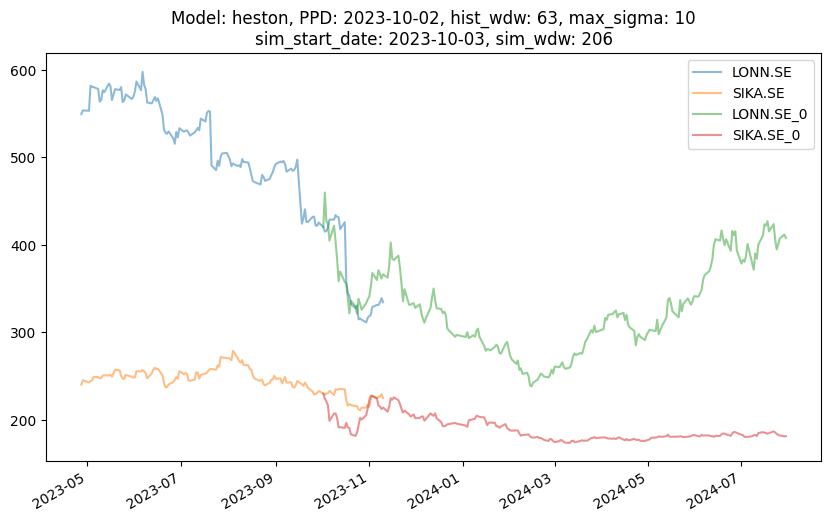 Model: heston, PPD: 2023-10-02, hist_wdw: 63, max_sigma: 10
sim_start_date: 2023-10-03, sim_wdw: 206
LONN.SE
SIKA.SE
LONN.SE_0
SIKA.SE_0
600
500
400
300
200
2023-05
2023-07
2023-09
2023-11
2024-01
2024-03
2024-05
2024-07